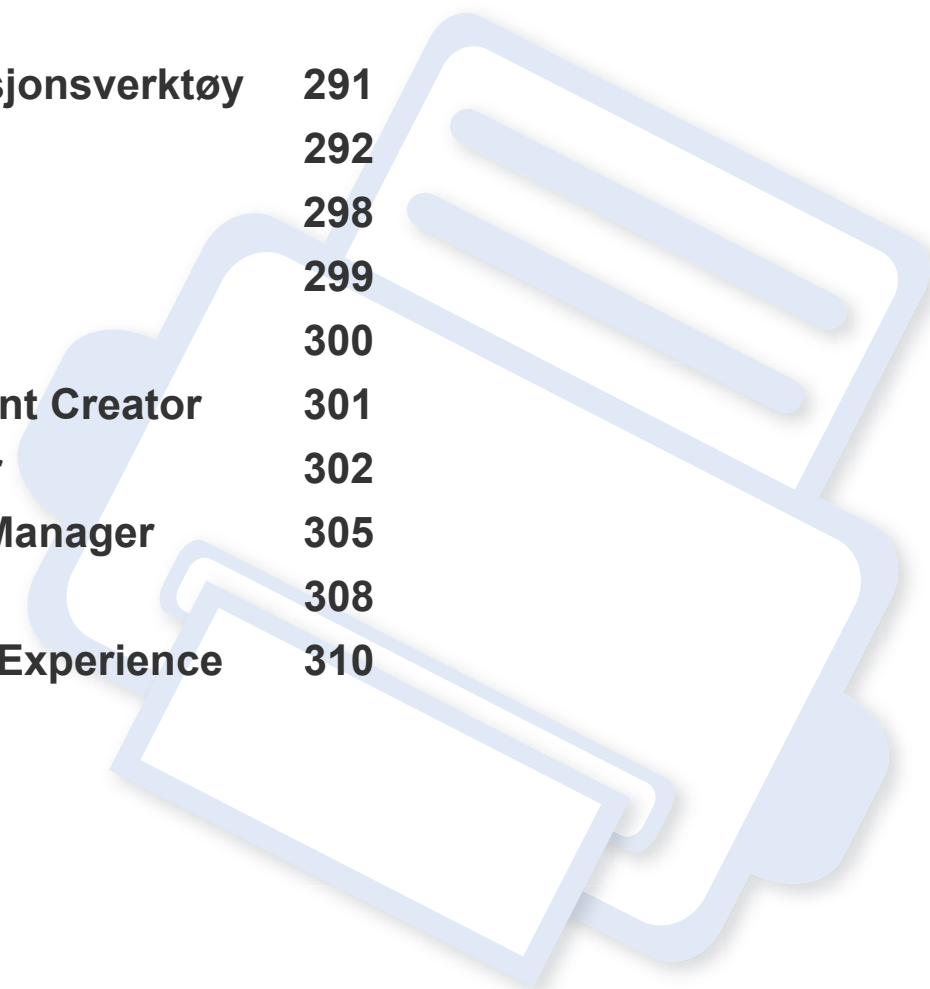 sjonsverktøy 291
292
298
299
300
nt Creator 301
r 302
Manager 305
308
Experience 310